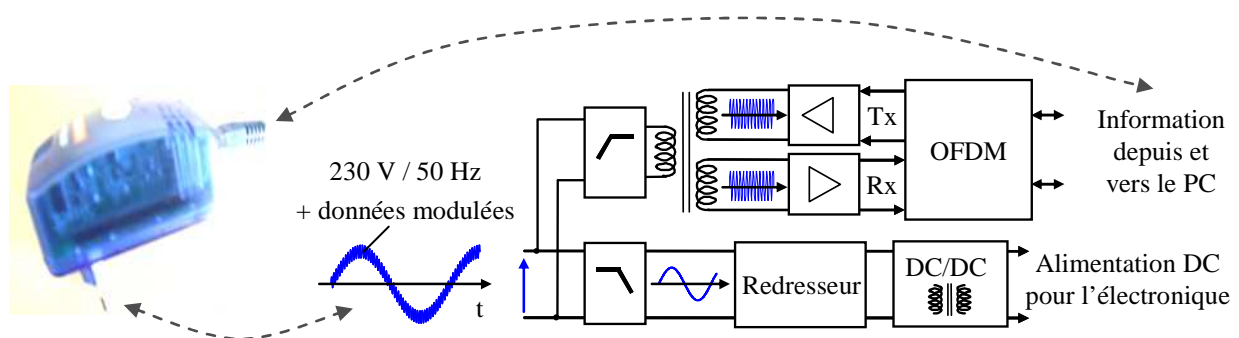 230 V / 50 Hz
+ données modulées
t
Tx
Rx
OFDM
Information
depuis et
vers le PC
Redresseur
DC/DC
Alimentation DC
pour l'électronique